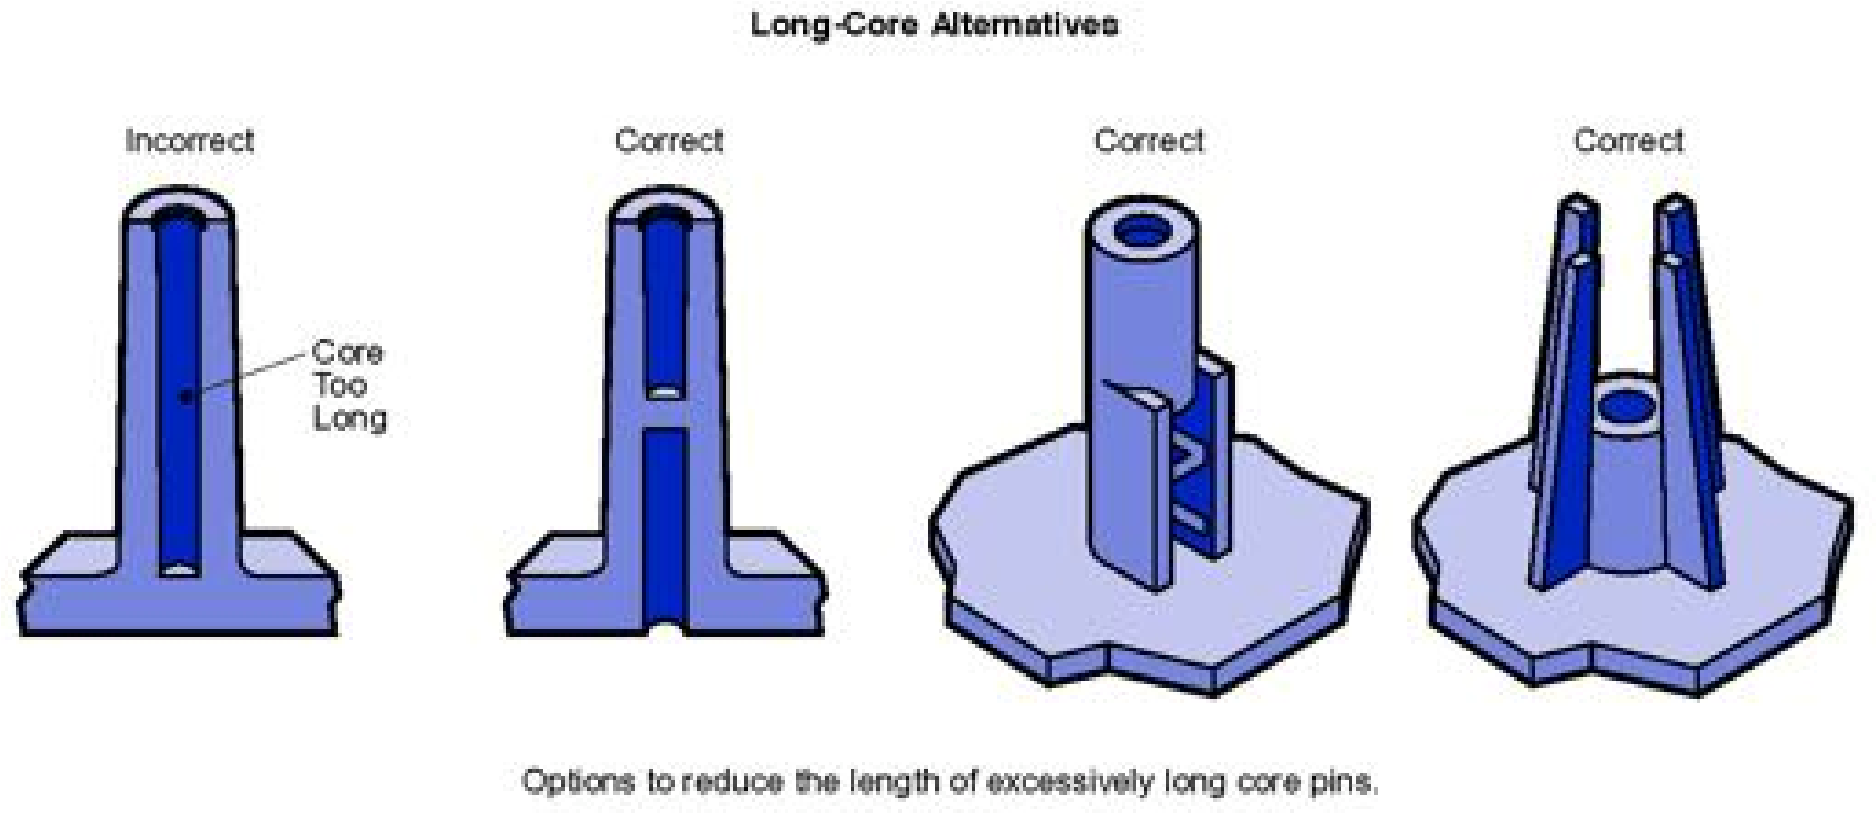 Long-Core Alternatives
Incorrect
Correct
Correct
Correct
Core
Too
Long
Options to reduce the length of excessively long core pins.